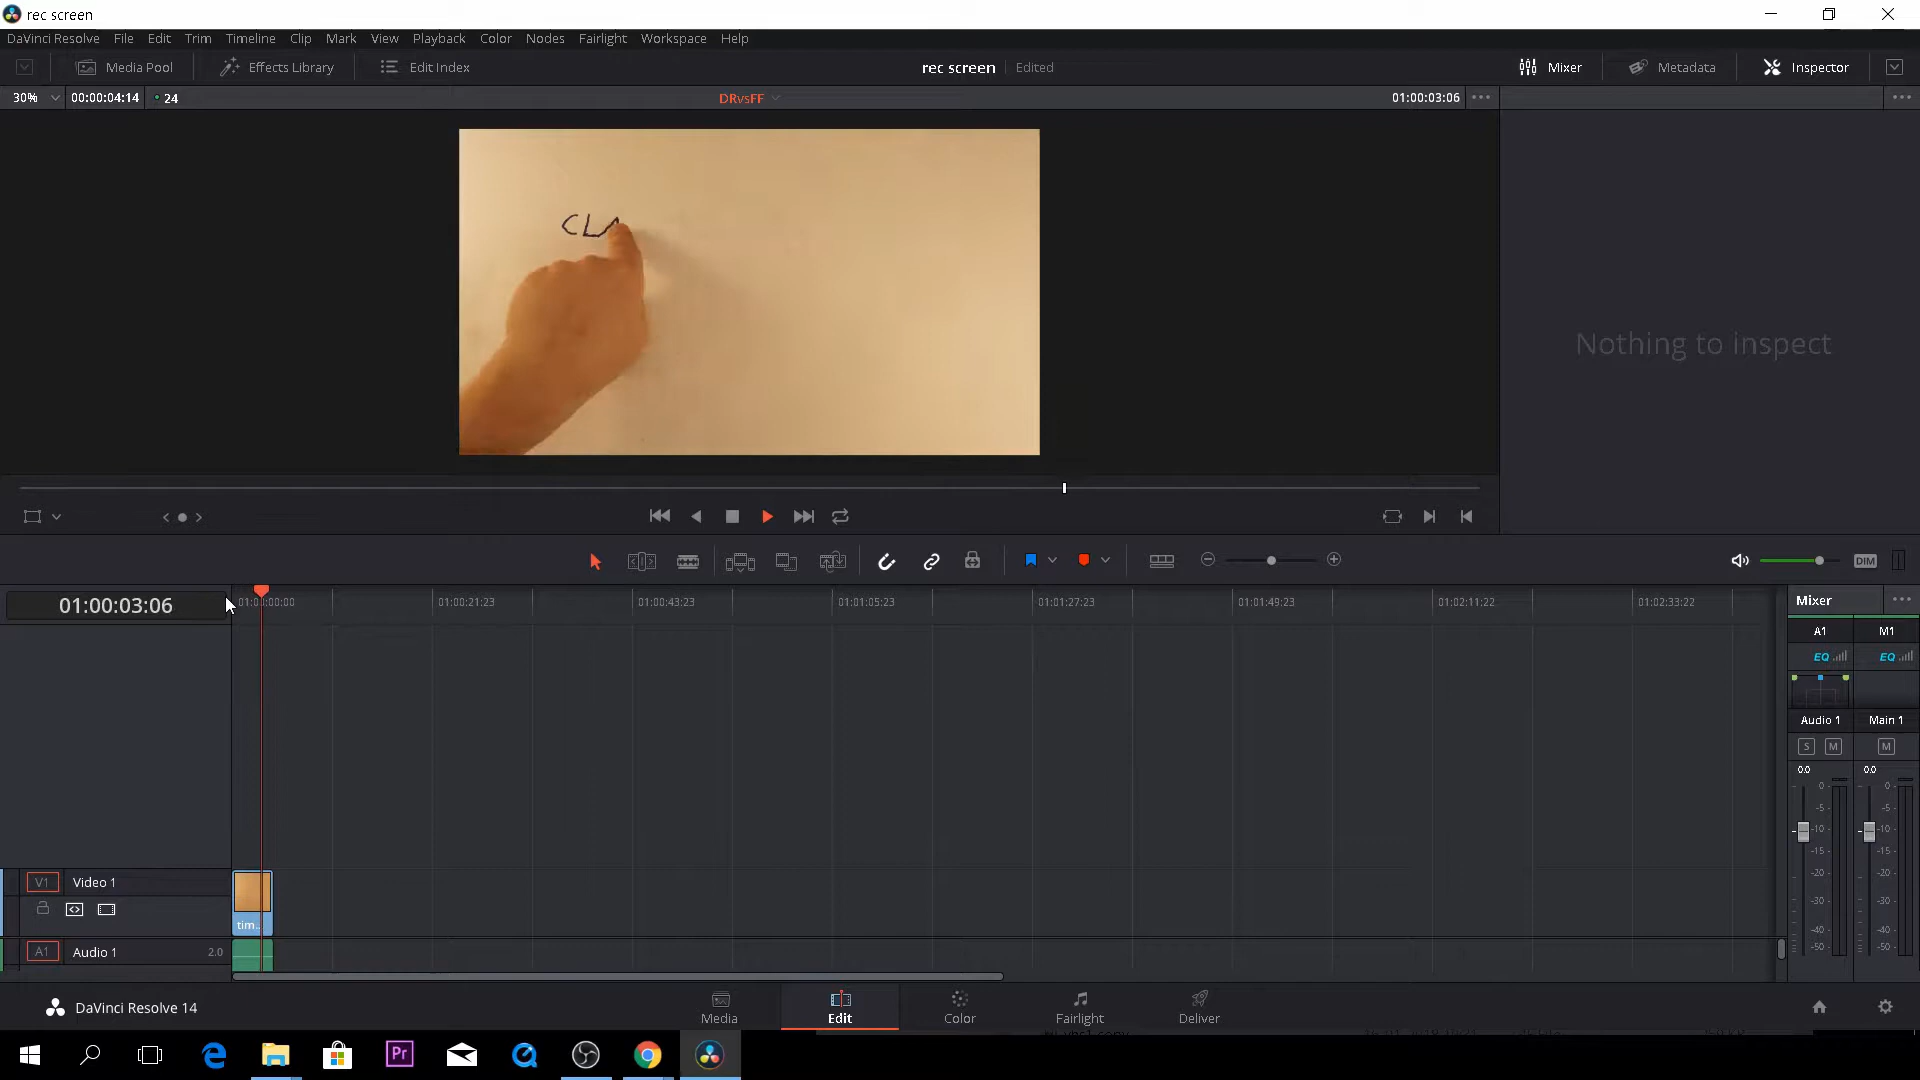 rec screen
DaVinci Resolve File Edit Trim Timeline Clip Mark View Playback Color Nodes Fairlight Workspace Help
Media Pool Effects Library Edit Index rec screen Edited Mixer Metadata Inspector
30% 00:00:04:14 24 DRvsFF 01:00:03:06
CLA
Nothing to inspect
DIM
01:00:03:06 01:00:00:00 01:00:21:23 01:00:43:23 01:01:05:23 01:01:27:23 01:01:49:23 01:02:11:22 01:02:33:22 Mixer
A1 M1
EQ EQ
Audio 1 Main 1
S M M
0.0 0.0
0 0
-5 -5
-10 -10
-15 -15
-20 -20
-30 -30
-40 -40
-50 -50
V1 Video 1
tim...
A1 Audio 1 2.0
DaVinci Resolve 14 Media Edit Color Fairlight Deliver
Pr